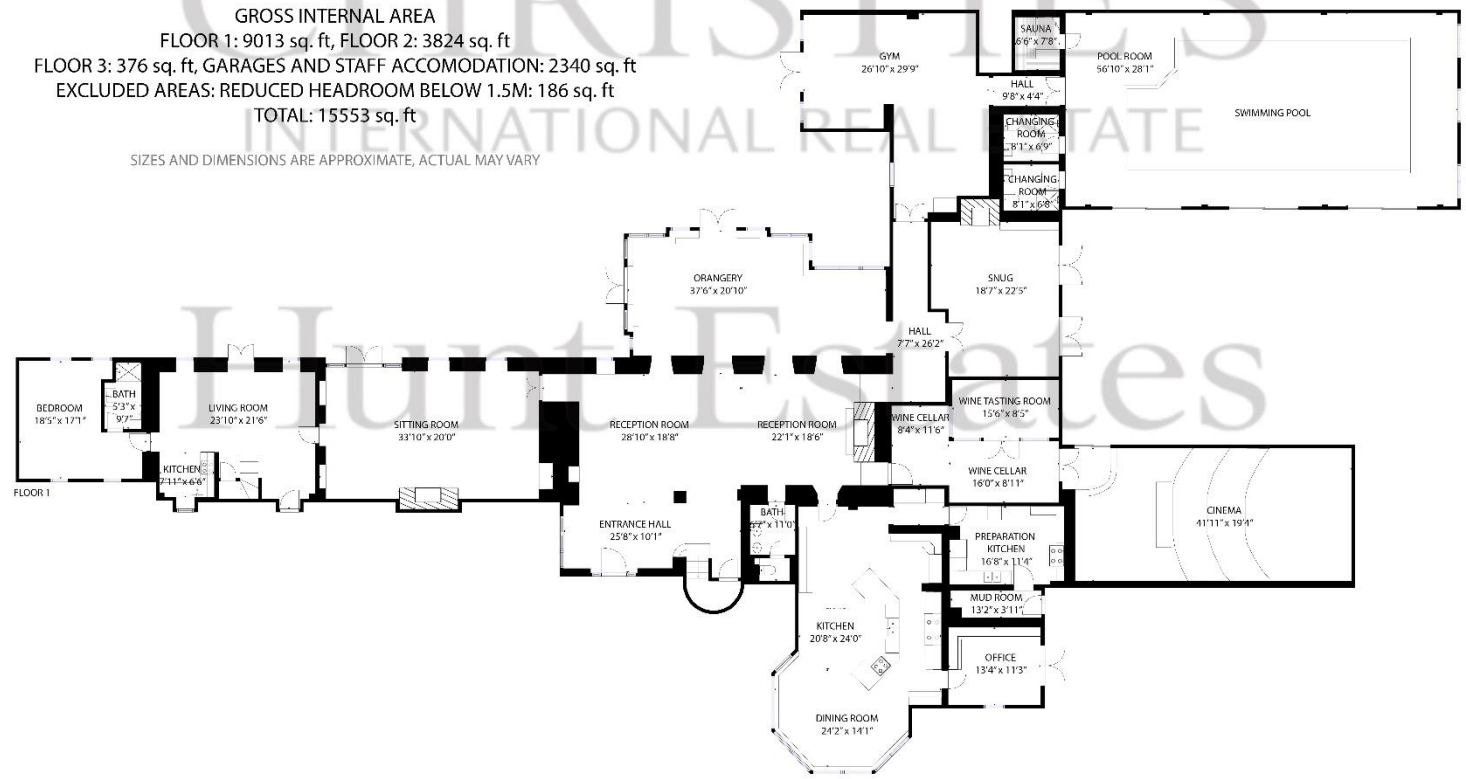 CHRISTIE'S
INTERNATIONAL REAL ESTATE
Hunt Estates
GROSS INTERNAL AREA
FLOOR 1: 9013 sq. ft, FLOOR 2: 3824 sq. ft
FLOOR 3: 376 sq. ft, GARAGES AND STAFF ACCOMODATION: 2340 sq. ft
EXCLUDED AREAS: REDUCED HEADROOM BELOW 1.5M: 186 sq. ft
TOTAL: 15553 sq. ft
SIZES AND DIMENSIONS ARE APPROXIMATE, ACTUAL MAY VARY
GYM
26'10" x 29'9"
SAUNA
6'6" x 7'8"
HALL
9'8" x 4'4"
POOL ROOM
56'10" x 28'1"
SWIMMING POOL
CHANGING
ROOM
8'1" x 6'9"
CHANGING
ROOM
8'1" x 6'8"
ORANGERY
37'6" x 20'10"
SNUG
18'7" x 22'5"
HALL
7'7" x 26'2"
BEDROOM
18'5" x 17'1"
BATH
5'3" x
9'7"
LIVING ROOM
23'10" x 21'6"
SITTING ROOM
33'10" x 20'0"
RECEPTION ROOM
28'10" x 18'8"
RECEPTION ROOM
22'1" x 18'6"
WINE CELLAR
8'4" x 11'6"
WINE TASTING ROOM
15'6" x 8'5"
WINE CELLAR
16'0" x 8'11"
KITCHEN
7'11" x 6'6"
FLOOR 1
CINEMA
41'11" x 19'4"
ENTRANCE HALL
25'8" x 10'1"
BATH
x 11'0"
PREPARATION
KITCHEN
16'8" x 11'4"
MUD ROOM
13'2" x 3'11"
KITCHEN
20'8" x 24'0"
OFFICE
13'4" x 11'3"
DINING ROOM
24'2" x 14'1"